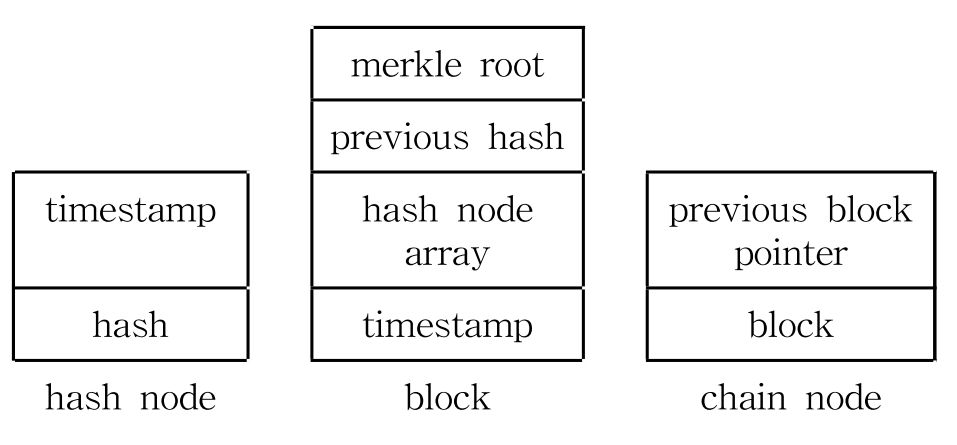 timestamp
hash
hash node
merkle root
previous hash
hash node
array
timestamp
block
previous block
pointer
block
chain node